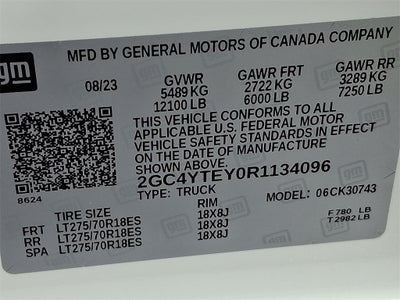 MFD BY GENERAL MOTORS OF CANADA COMPANY
gm
08/23 GVWR GAWR FRT GAWR RR
5489 KG 2722 KG 3289 KG
12100 LB 6000 LB 7250 LB
THIS VEHICLE CONFORMS TO ALL
APPLICABLE U.S. FEDERAL MOTOR
VEHICLE SAFETY STANDARDS IN EFFECT
ON THE DATE OF MANUFACTURE
SHOWN ABOVE.
2GC4YTEY0R1134096
8624 TYPE: TRUCK MODEL: 06CK30743
TIRE SIZE RIM
FRT LT275/70R18ES 18X8J F 780 LB
RR LT275/70R18ES 18X8J T 2982 LB
SPA LT275/70R18ES 18X8J